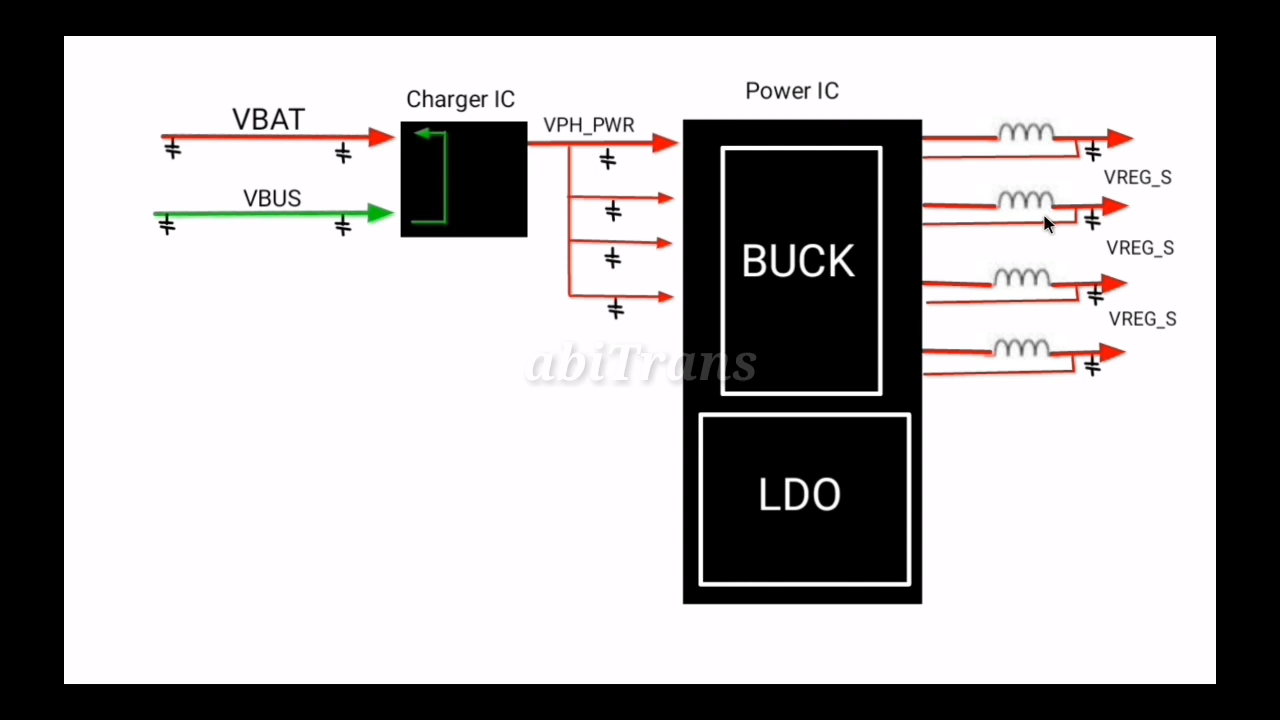 Power IC
Charger IC
VBAT
VPH_PWR
VREG_S
VBUS
VREG_S
BUCK
VREG_S
abiTrans
LDO